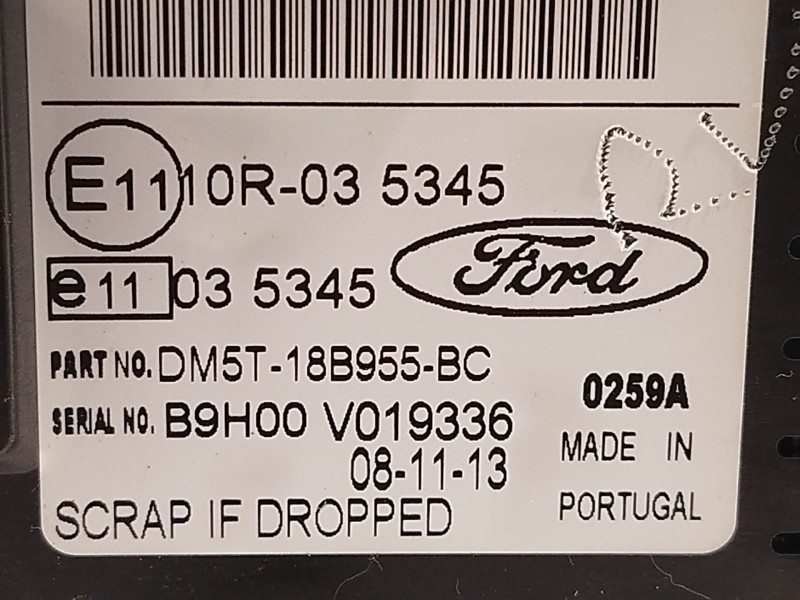 E11 10R-03 5345
e11 03 5345 Ford
PART NO. DM5T-18B955-BC
0259A
SERIAL NO. B9H00 V019336
08-11-13
MADE IN
PORTUGAL
SCRAP IF DROPPED